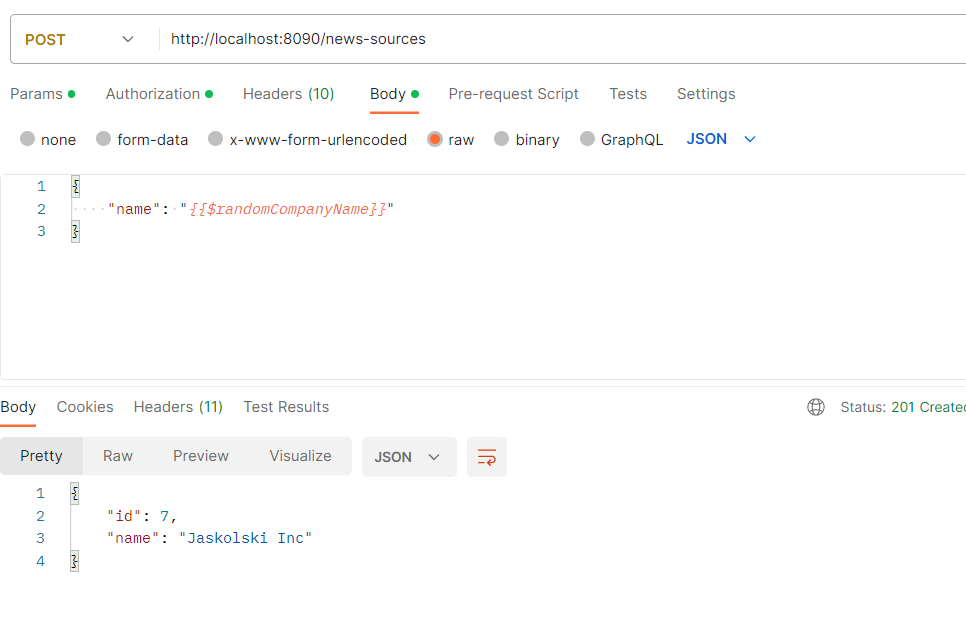 POST http://localhost:8090/news-sources
Params Authorization Headers (10) Body Pre-request Script Tests Settings
none form-data x-www-form-urlencoded raw binary GraphQL JSON
1 {
2 "name": "{{$randomCompanyName}}"
3 }
Body Cookies Headers (11) Test Results Status: 201 Created
Pretty Raw Preview Visualize JSON
1 {
2 "id": 7,
3 "name": "Jaskolski Inc"
4 }